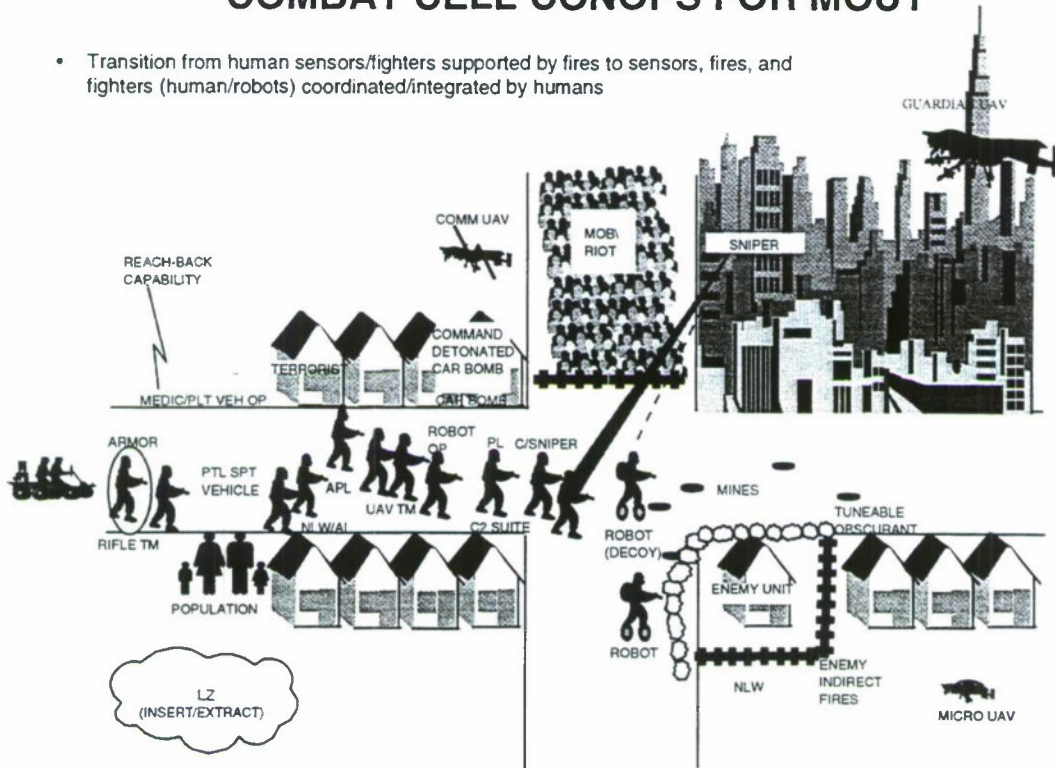 COMBAT CELL CONOPS FOR MOUT
• Transition from human sensors/fighters supported by fires to sensors, fires, and
fighters (human/robots) coordinated/integrated by humans
GUARDIAN UAV
COMM UAV
MOB\
RIOT
SNIPER
REACH-BACK
CAPABILITY
COMMAND
DETONATED
CAR BOMB
TERRORIST
MEDIC/PLT VEH OP
CAR BOMB
ARMOR
ROBOT
OP
PL
C/SNIPER
PTL SPT
VEHICLE
APL
UAV TM
MINES
TUNEABLE
OBSCURANT
NLW/AL
C2 SUITE
RIFLE TM
ROBOT
(DECOY)
ENEMY UNIT
POPULATION
ROBOT
NLW
ENEMY
INDIRECT
FIRES
LZ
(INSERT/EXTRACT)
MICRO UAV